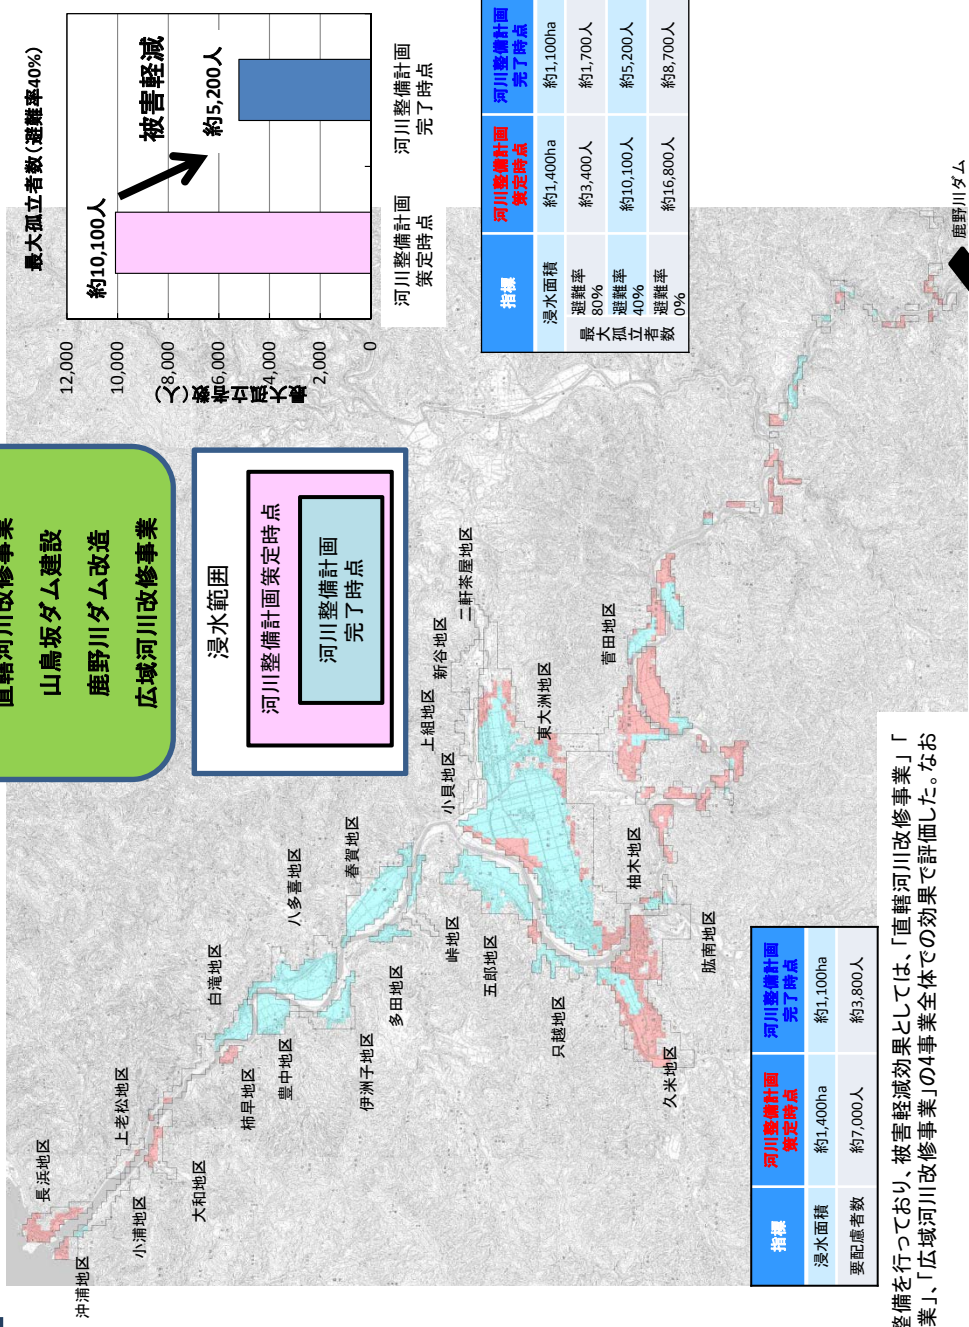 直轄河川改修事業
山鳥坂ダム建設
鹿野川ダム改造
広域河川改修事業
浸水範囲
河川整備計画策定時点
河川整備計画
完了時点
最大孤立者数(避難率40%)
最大孤立者数(人)
12,000
10,000
8,000
6,000
4,000
2,000
0
約10,100人
被害軽減
約5,200人
河川整備計画
策定時点
河川整備計画
完了時点
指標
河川整備計画
策定時点
河川整備計画
完了時点
浸水面積
約1,400ha
約1,100ha
最大孤立者数
避難率
80%
約3,400人
約1,700人
避難率
40%
約10,100人
約5,200人
避難率
0%
約16,800人
約8,700人
長浜地区
沖浦地区
上老松地区
小浦地区
大和地区
白滝地区
柿早地区
豊中地区
八多喜地区
伊洲子地区
春賀地区
多田地区
峠地区
五郎地区
只越地区
久米地区
上組地区
小貝地区
新谷地区
二軒茶屋地区
東大洲地区
柚木地区
肱南地区
菅田地区
鹿野川ダム
指標
河川整備計画
策定時点
河川整備計画
完了時点
浸水面積
約1,400ha
約1,100ha
要配慮者数
約7,000人
約3,800人
整備を行っており、被害軽減効果としては、「直轄河川改修事業」「
業」、「広域河川改修事業」の4事業全体での効果で評価した。なお